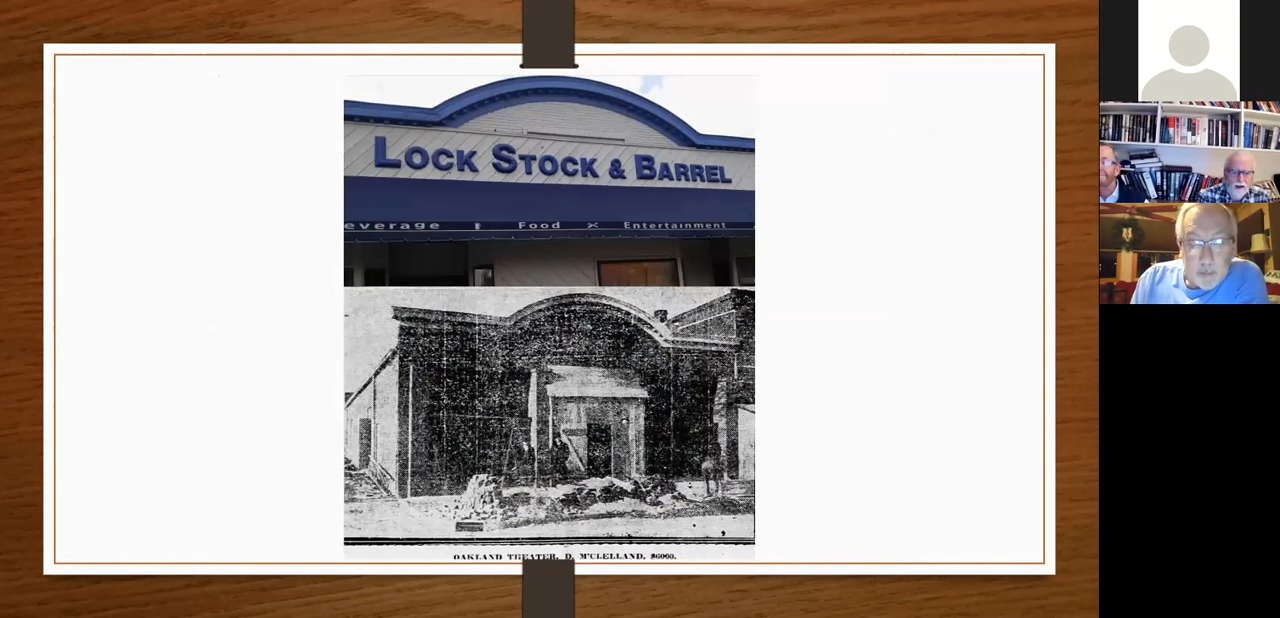 LOCK STOCK & BARREL
everage Food Entertainment
OAKLAND THEATER, D. M'CLELLAND, $6000.